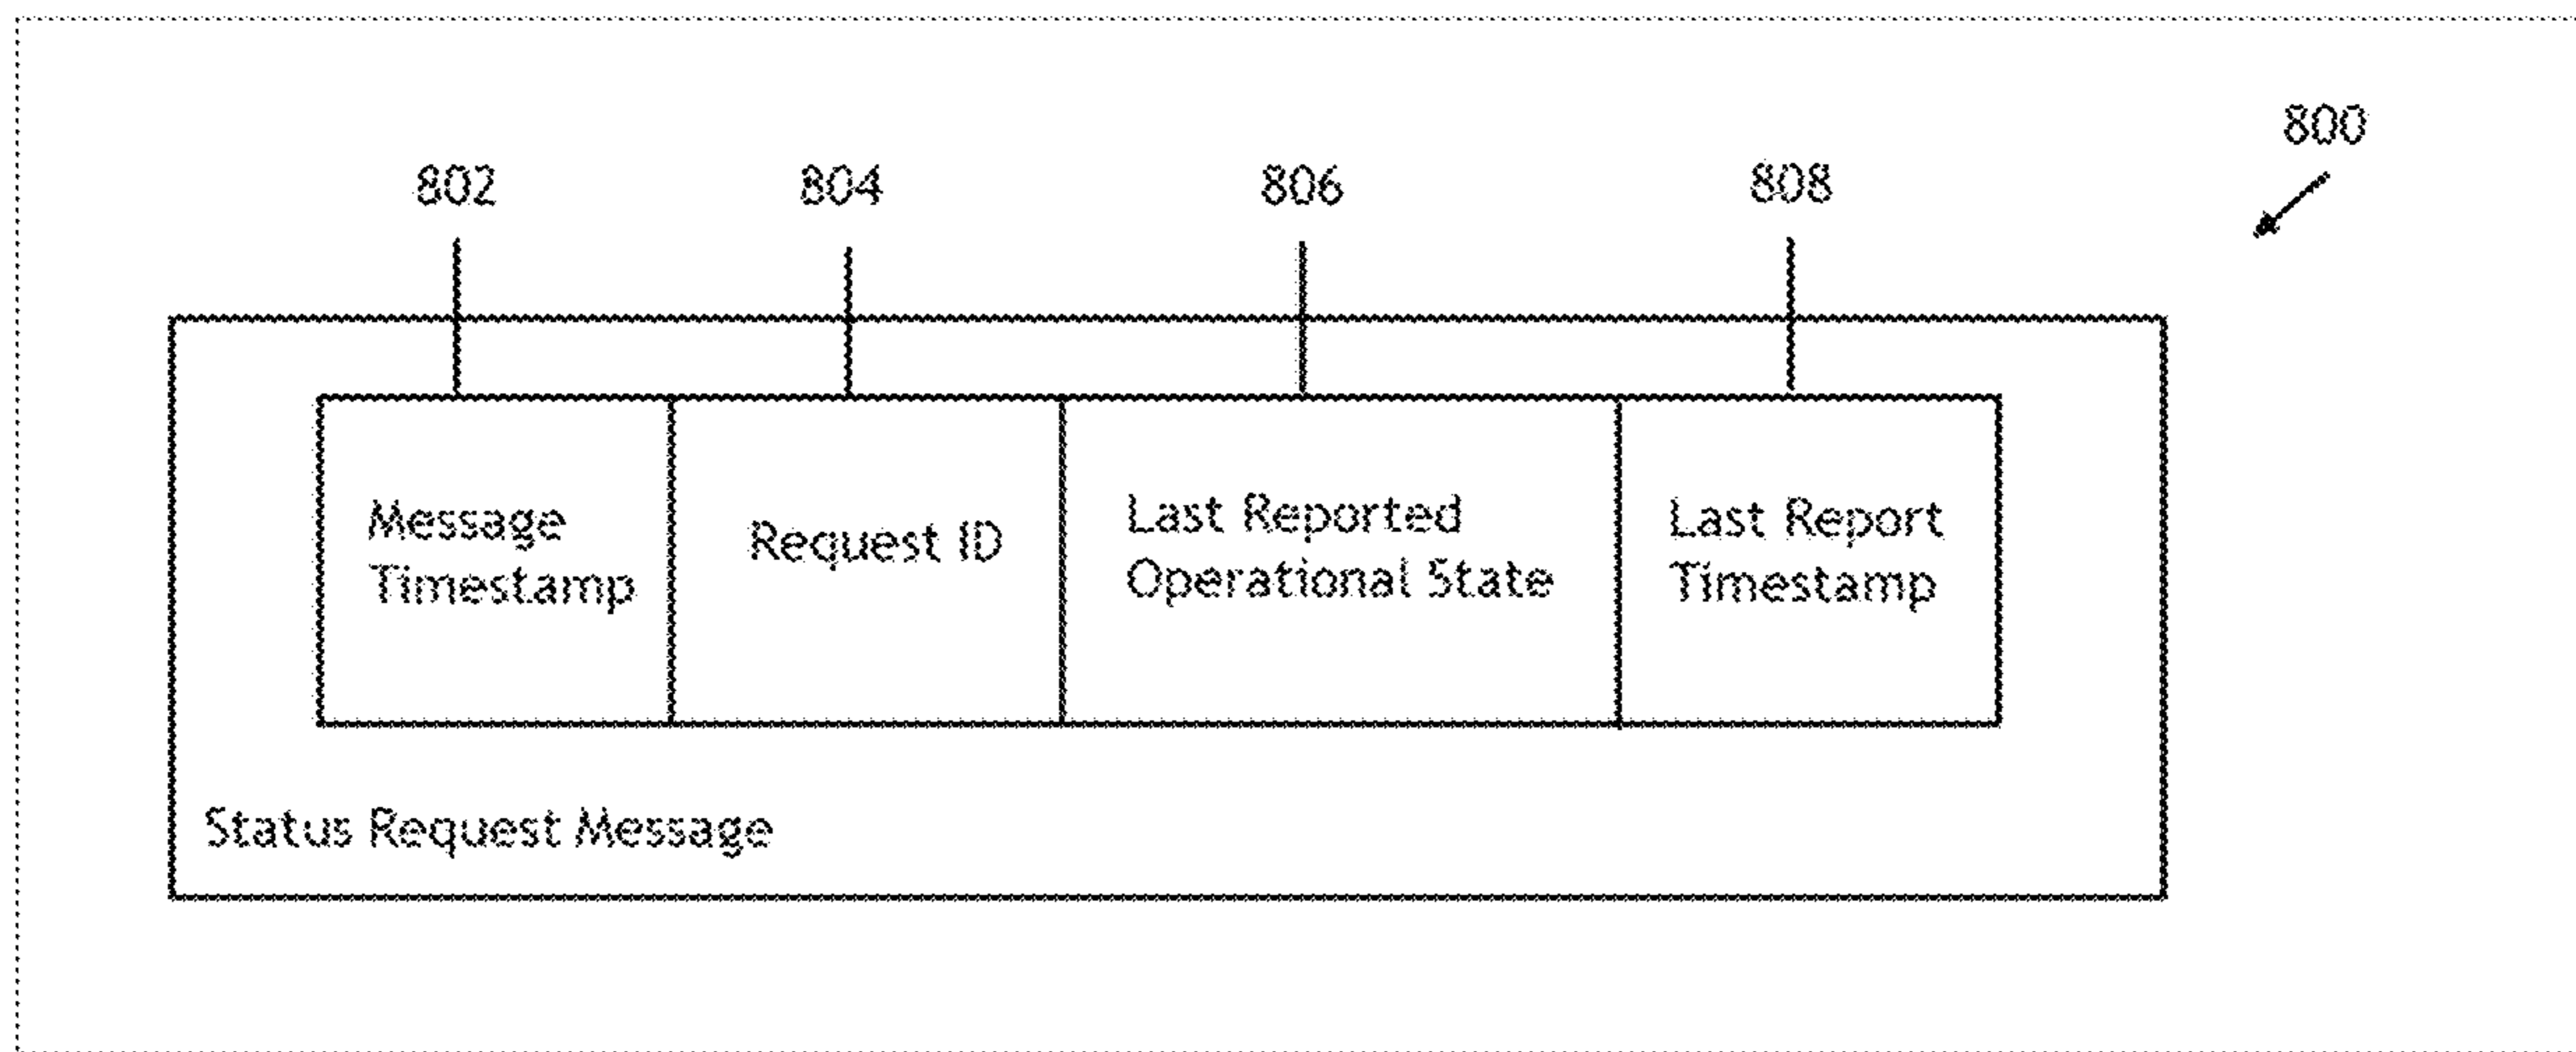 800
802
804
806
808
Message
Timestamp
Request ID
Last Reported
Operational State
Last Report
Timestamp
Status Request Message